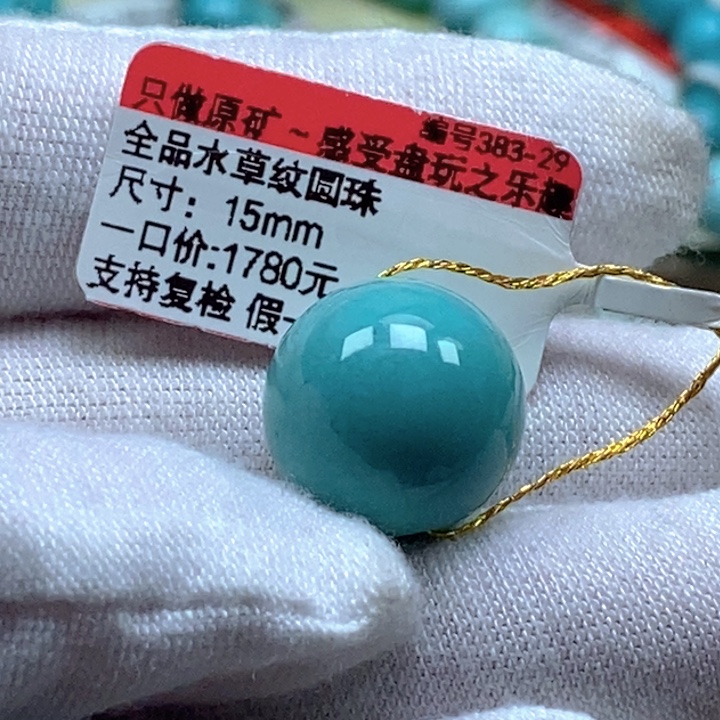 编号383-29
只做原矿 ~ 感受盘玩之乐趣
全品水草纹圆珠
尺寸：15mm
一口价:1780元
支持复检 假一